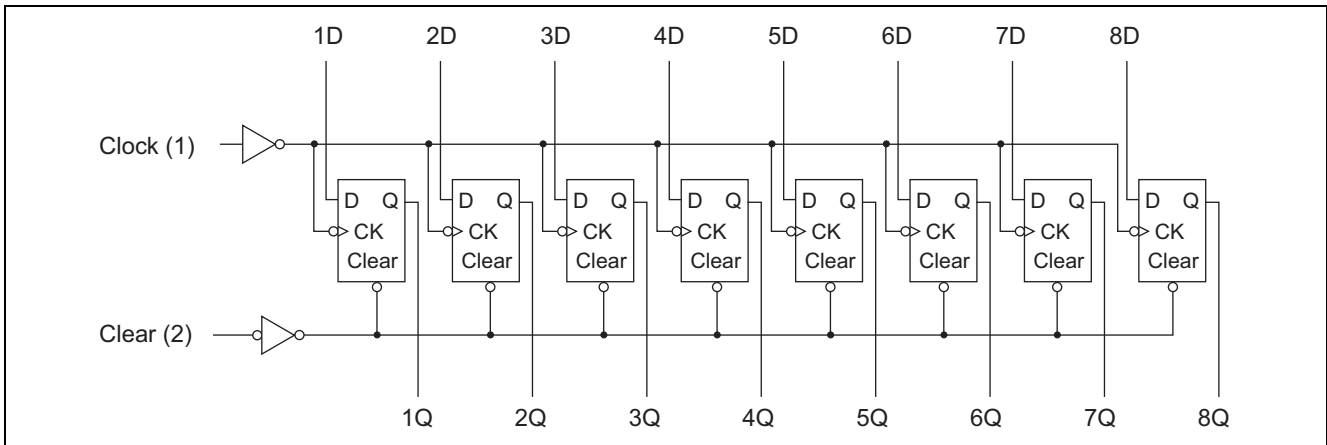 1D 2D 3D 4D 5D 6D 7D 8D
Clock (1)
D Q D Q D Q D Q D Q D Q D Q D Q
CK CK CK CK CK CK CK CK
Clear Clear Clear Clear Clear Clear Clear Clear
Clear (2)
1Q 2Q 3Q 4Q 5Q 6Q 7Q 8Q